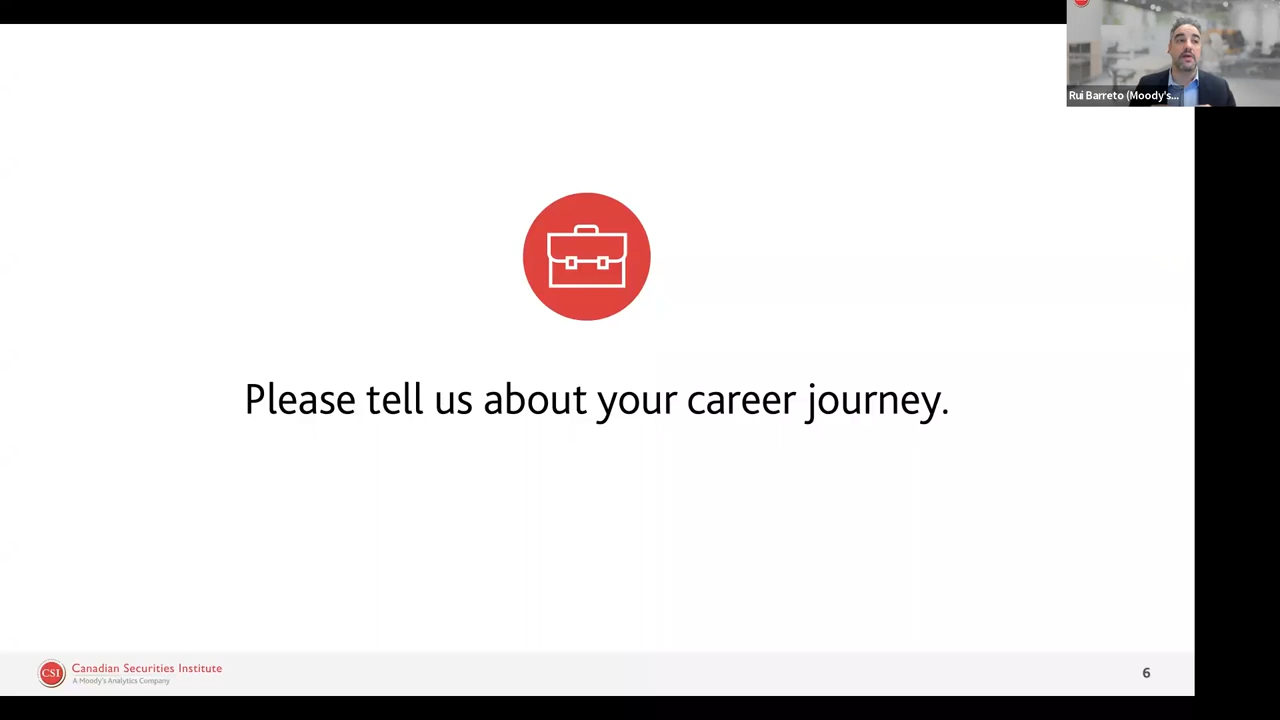 Rui Barreto (Moody's...
Please tell us about your career journey.
CSI
Canadian Securities Institute
A Moody's Analytics Company
6